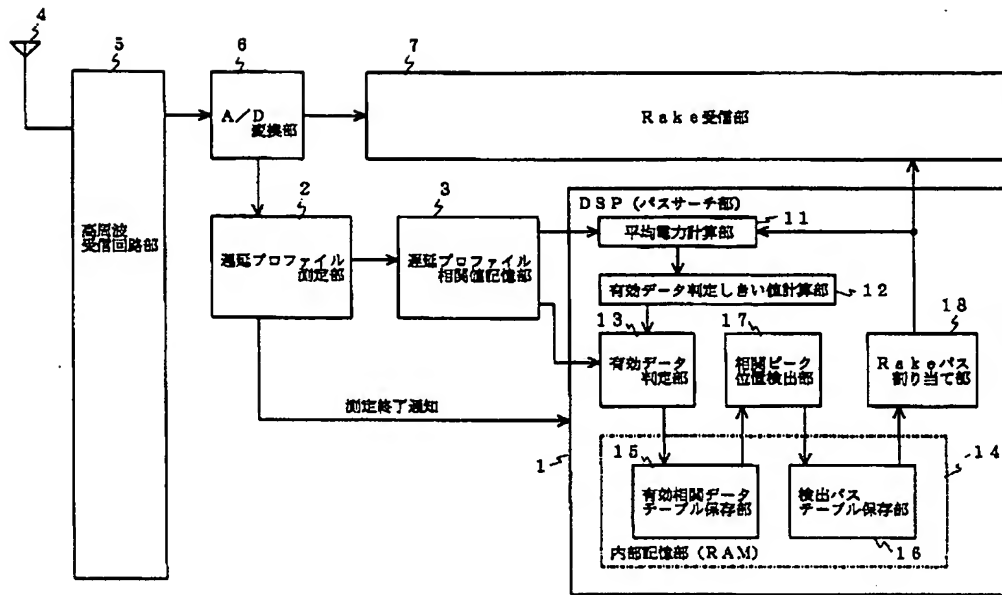 4
5
6
7
A/D
変換部
Rake受信部
2
3
DSP(パスサーチ部)
11
高周波
受信回路部
遅延プロファイル
測定部
遅延プロファイル
相関値記憶部
平均電力計算部
有効データ判定しきい値計算部
12
13
17
18
有効データ
判定部
相関ピーク
位置検出部
Rakeパス
割り当て部
測定終了通知
1
15
14
有効相関データ
テーブル保存部
検出パス
テーブル保存部
内部記憶部(RAM)
16